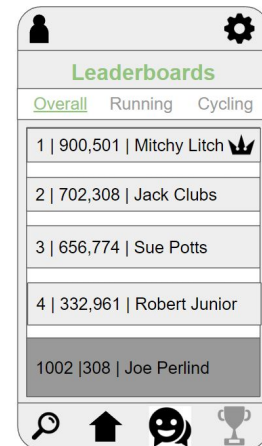 Leaderboards
Overall Running Cycling
1 | 900,501 | Mitchy Litch
2 | 702,308 | Jack Clubs
3 | 656,774 | Sue Potts
4 | 332,961 | Robert Junior
1002 |308 | Joe Perlind